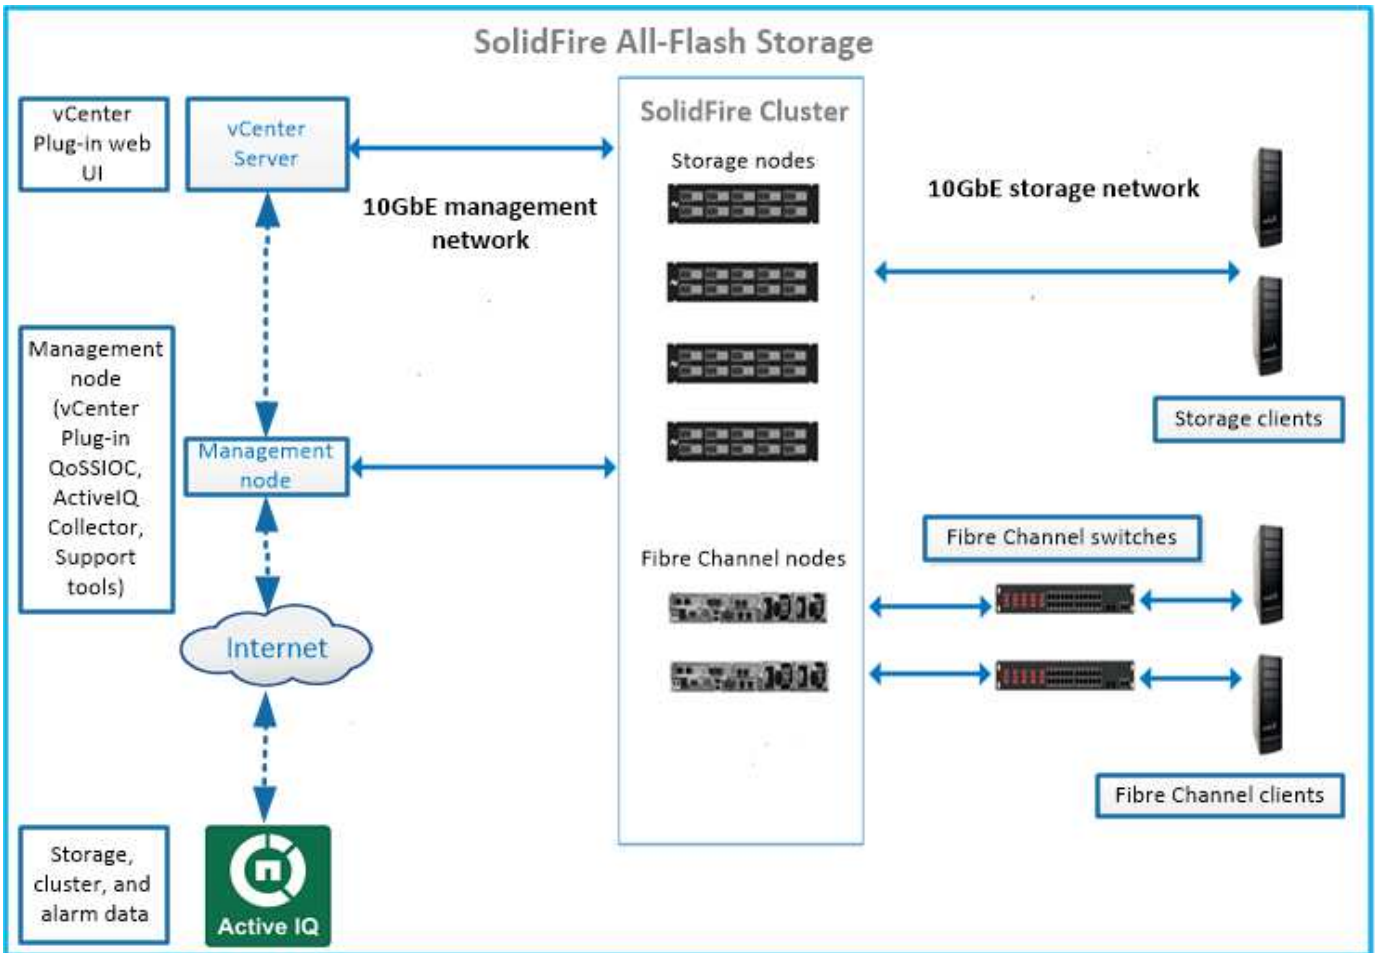 SolidFire All-Flash Storage
vCenter
Plug-in web
UI
vCenter
Server
10GbE management
network
SolidFire Cluster
Storage nodes
10GbE storage network
Storage clients
Management
node
(vCenter
Plug-in
QoSSIOC,
ActiveIQ
Collector,
Support
tools)
Management
node
Fibre Channel nodes
Fibre Channel switches
Fibre Channel clients
Internet
Storage,
cluster, and
alarm data
Active IQ